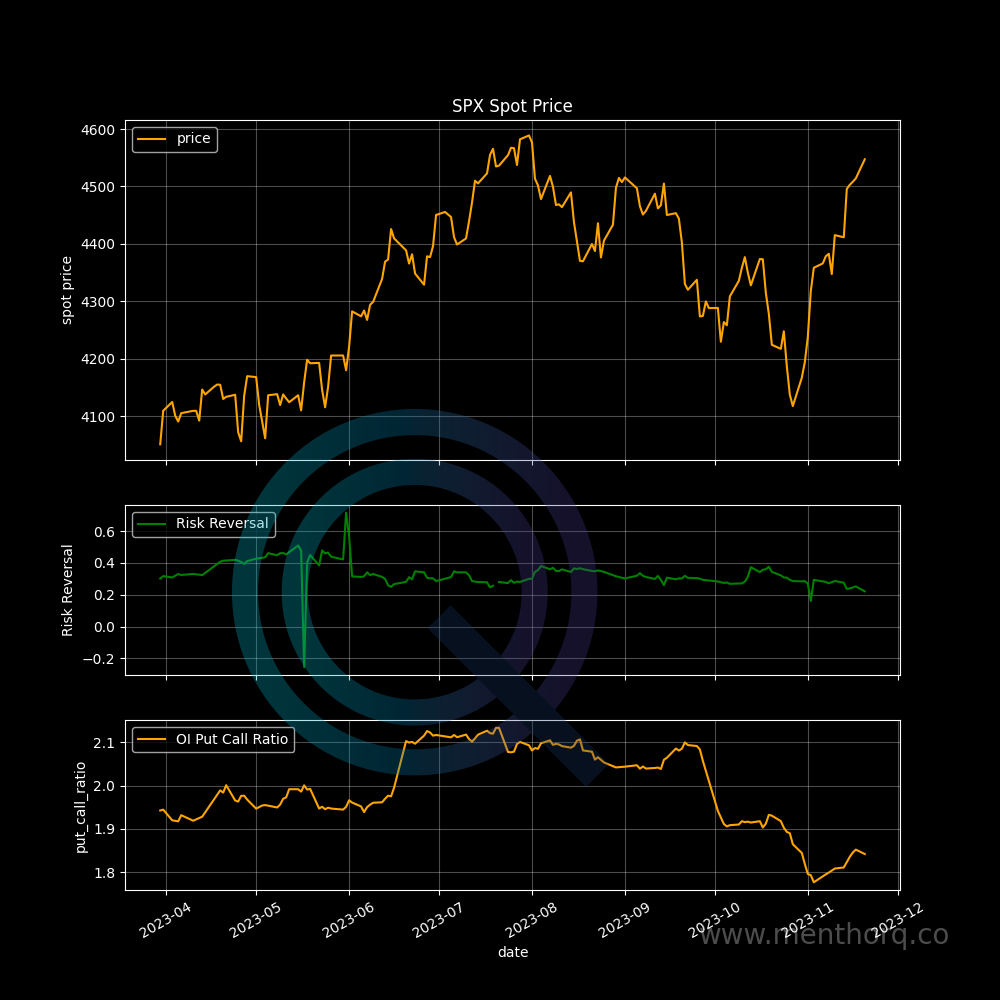 SPX Spot Price
price
4600
4500
4400
4300
4200
4100
spot price
Risk Reversal
0.6
0.4
0.2
0.0
−0.2
Risk Reversal
OI Put Call Ratio
2.1
2.0
1.9
1.8
put_call_ratio
2023-04 2023-05 2023-06 2023-07 2023-08 2023-09 2023-10 2023-11 2023-12
date
www.menthorq.co